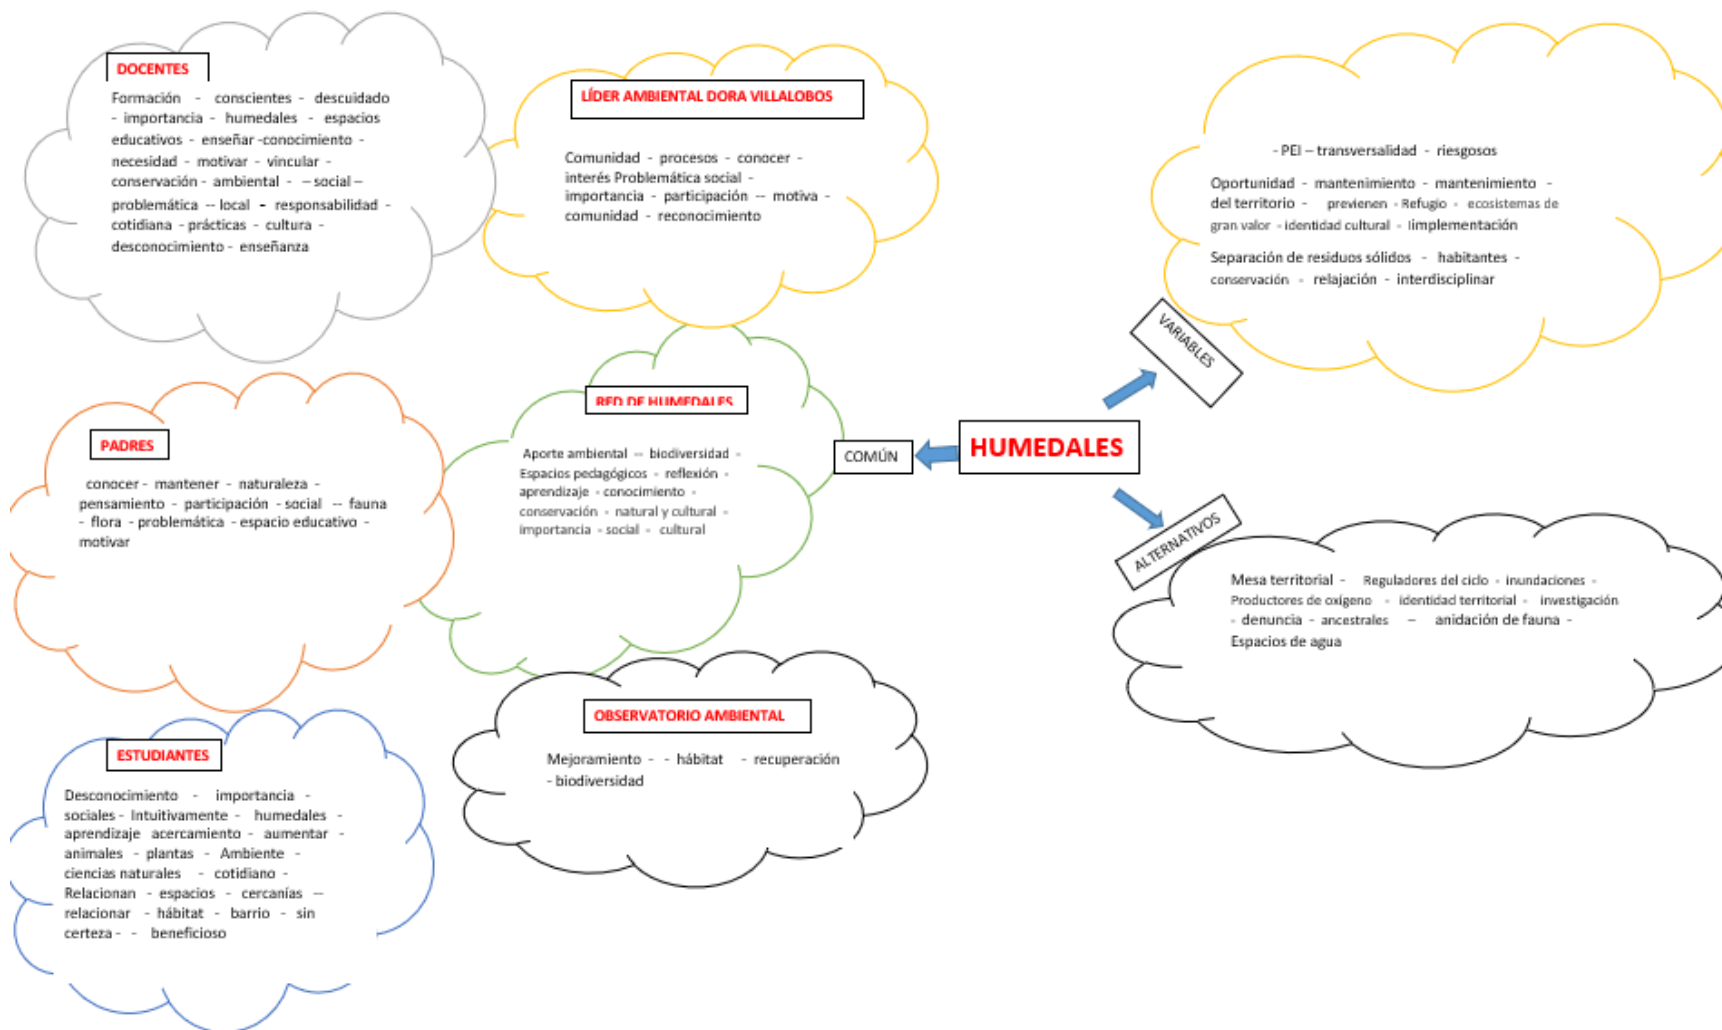 DOCENTES
Formación - conscientes - descuidado
- importancia - humedales - espacios
educativos - enseñar -conocimiento -
necesidad - motivar - vincular -
conservación - ambiental - – social –
problemática -- local - responsabilidad -
cotidiana - prácticas - cultura -
desconocimiento - enseñanza
LÍDER AMBIENTAL DORA VILLALOBOS
Comunidad - procesos - conocer -
interés Problemática social -
importancia - participación -- motiva -
comunidad - reconocimiento
PADRES
conocer - mantener - naturaleza -
pensamiento - participación - social -- fauna
- flora - problemática - espacio educativo -
motivar
RED DE HUMEDALES
Aporte ambiental -- biodiversidad -
Espacios pedagógicos - reflexión -
aprendizaje - conocimiento -
conservación - natural y cultural -
importancia - social - cultural
ESTUDIANTES
Desconocimiento - importancia -
sociales - Intuitivamente - humedales -
aprendizaje acercamiento - aumentar -
animales - plantas - Ambiente -
ciencias naturales - cotidiano -
Relacionan - espacios - cercanías --
relacionar - hábitat - barrio - sin
certeza - - beneficioso
OBSERVATORIO AMBIENTAL
Mejoramiento - - hábitat - recuperación
- biodiversidad
COMÚN
HUMEDALES
VARIABLES
- PEI – transversalidad - riesgosos
Oportunidad - mantenimiento - mantenimiento -
del territorio - previenen - Refugio - ecosistemas de
gran valor - identidad cultural - Iimplementación
Separación de residuos sólidos - habitantes -
conservación - relajación - interdisciplinar
ALTERNATIVOS
Mesa territorial - Reguladores del ciclo - inundaciones -
Productores de oxígeno - identidad territorial - investigación
- denuncia - ancestrales – anidación de fauna -
Espacios de agua